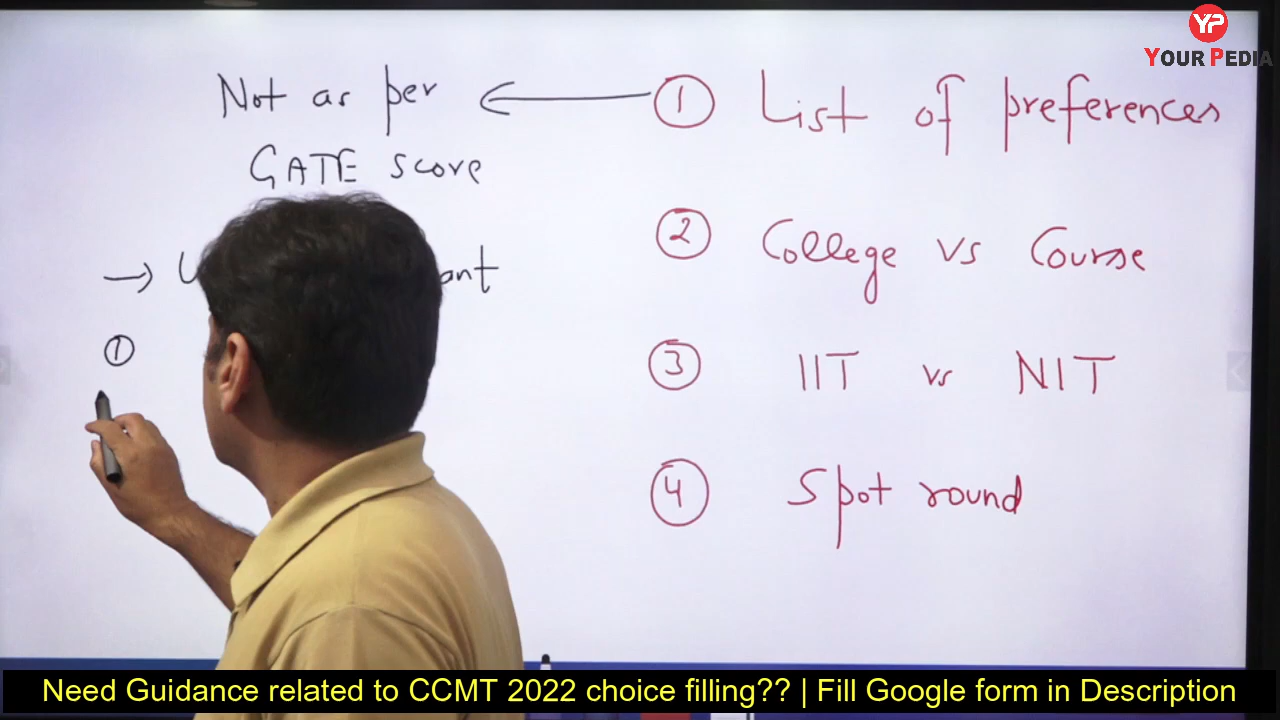 YP
YOUR PEDIA
Not as per
GATE score
→
①
① List of preferences
② College vs Course
③ IIT vs NIT
④ Spot round
Need Guidance related to CCMT 2022 choice filling?? | Fill Google form in Description